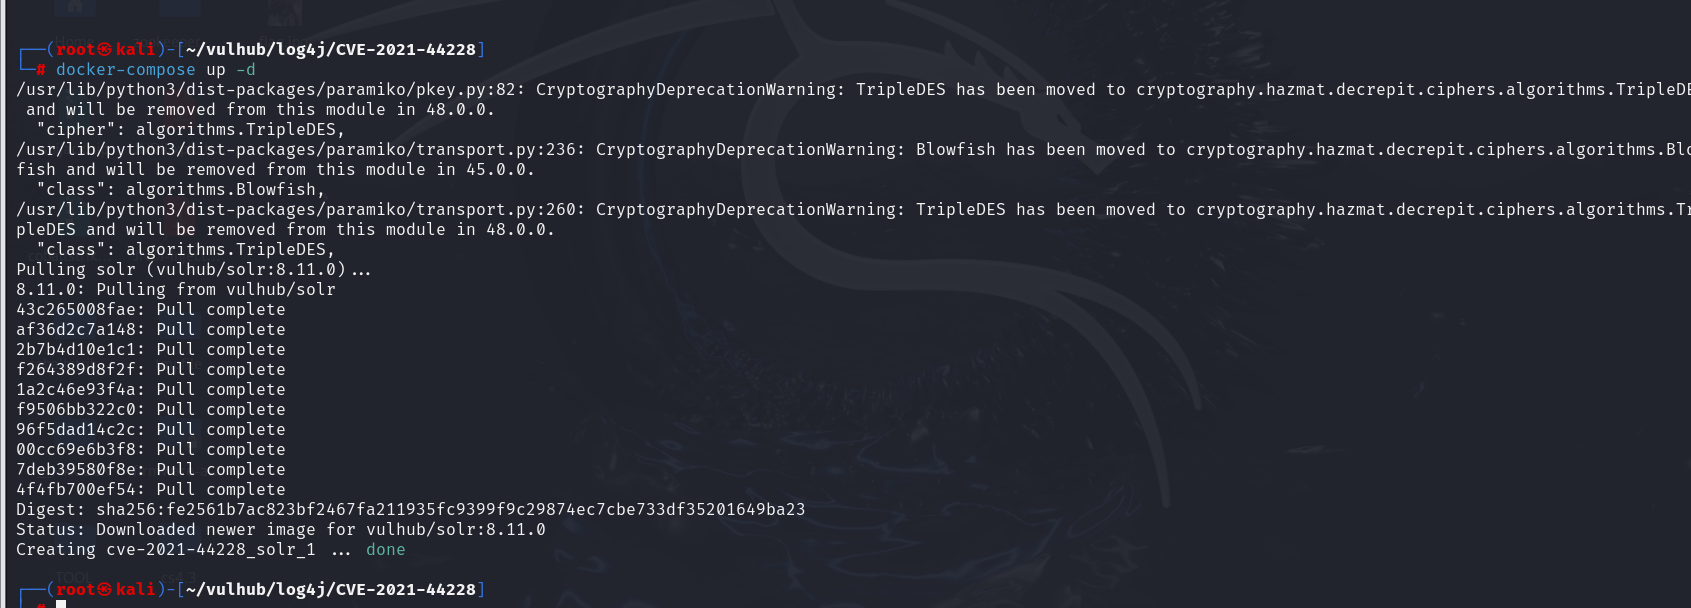 ┌──(root㉿kali)-[~/vulhub/log4j/CVE-2021-44228]
└─# docker-compose up -d
/usr/lib/python3/dist-packages/paramiko/pkey.py:82: CryptographyDeprecationWarning: TripleDES has been moved to cryptography.hazmat.decrepit.ciphers.algorithms.TripleDE
 and will be removed from this module in 48.0.0.
  "cipher": algorithms.TripleDES,
/usr/lib/python3/dist-packages/paramiko/transport.py:236: CryptographyDeprecationWarning: Blowfish has been moved to cryptography.hazmat.decrepit.ciphers.algorithms.Blo
fish and will be removed from this module in 45.0.0.
  "class": algorithms.Blowfish,
/usr/lib/python3/dist-packages/paramiko/transport.py:260: CryptographyDeprecationWarning: TripleDES has been moved to cryptography.hazmat.decrepit.ciphers.algorithms.Tr
pleDES and will be removed from this module in 48.0.0.
  "class": algorithms.TripleDES,
Pulling solr (vulhub/solr:8.11.0)...
8.11.0: Pulling from vulhub/solr
43c265008fae: Pull complete
af36d2c7a148: Pull complete
2b7b4d10e1c1: Pull complete
f264389d8f2f: Pull complete
1a2c46e93f4a: Pull complete
f9506bb322c0: Pull complete
96f5dad14c2c: Pull complete
00cc69e6b3f8: Pull complete
7deb39580f8e: Pull complete
4f4fb700ef54: Pull complete
Digest: sha256:fe2561b7ac823bf2467fa211935fc9399f9c29874ec7cbe733df35201649ba23
Status: Downloaded newer image for vulhub/solr:8.11.0
Creating cve-2021-44228_solr_1 ... done
┌──(root㉿kali)-[~/vulhub/log4j/CVE-2021-44228]
└─#